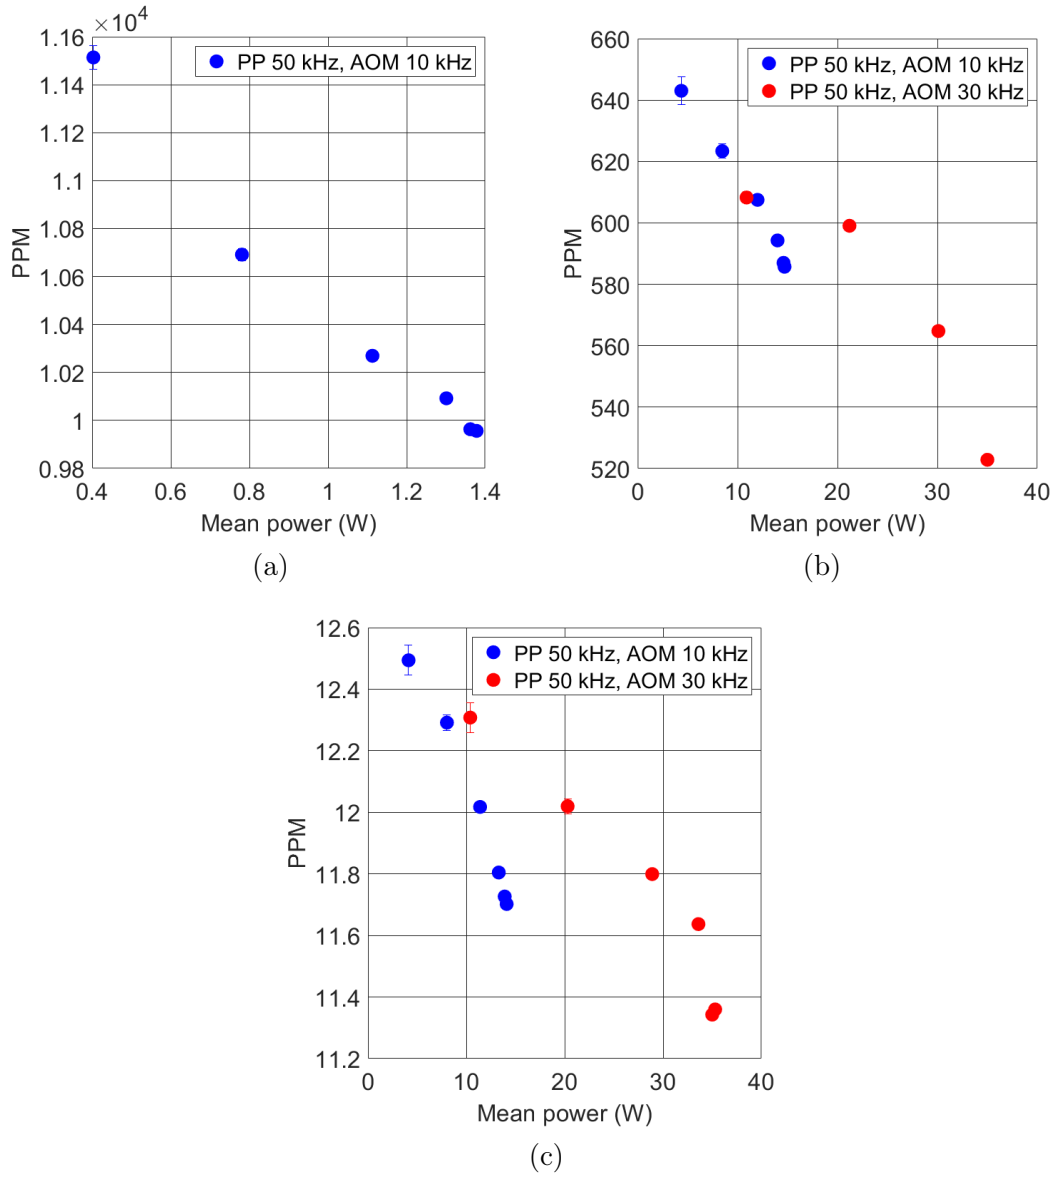 ×10⁴
1.16
1.14
1.12
1.1
1.08
1.06
1.04
1.02
1
0.98
PPM
PP 50 kHz, AOM 10 kHz
0.4 0.6 0.8 1 1.2 1.4
Mean power (W)
(a)
660
640
620
600
580
560
540
520
PPM
PP 50 kHz, AOM 10 kHz
PP 50 kHz, AOM 30 kHz
0 10 20 30 40
Mean power (W)
(b)
12.6
12.4
12.2
12
11.8
11.6
11.4
11.2
PPM
PP 50 kHz, AOM 10 kHz
PP 50 kHz, AOM 30 kHz
0 10 20 30 40
Mean power (W)
(c)